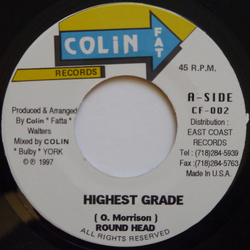 COLIN
FAT
RECORDS
45 R.P.M.
Produced & Arranged
By Colin " Fatta "
Walters
Mixed by COLIN
" Bulby " YORK
℗ © 1997
A-SIDE
CF-002
Distribution :
EAST COAST
RECORDS
Tel : (718)284-5939
Fax :(718)284-5763
Made In U.S.A.
HIGHEST GRADE
( O. Morrison )
ROUND HEAD
ALL RIGHTS RESERVED